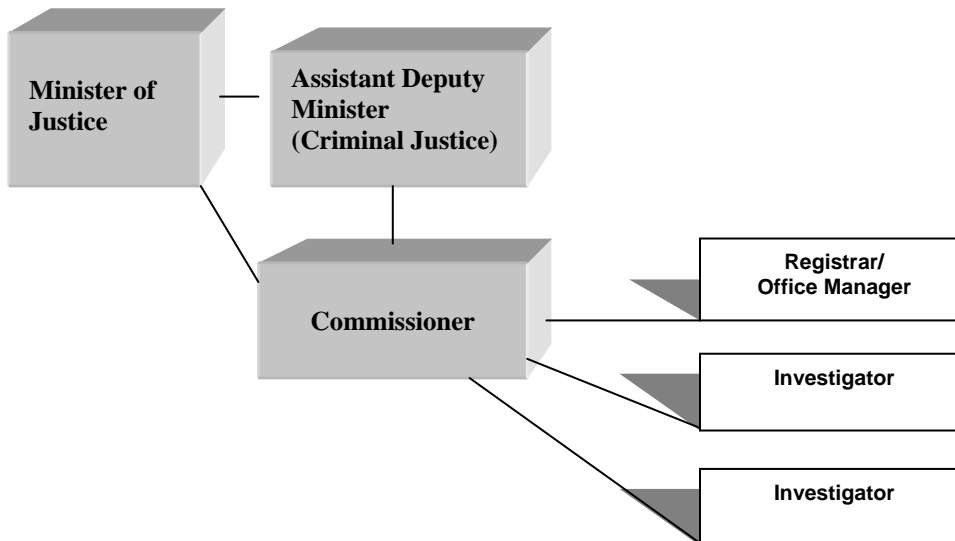 Minister of
Justice
Assistant Deputy
Minister
(Criminal Justice)
Commissioner
Registrar/
Office Manager
Investigator
Investigator